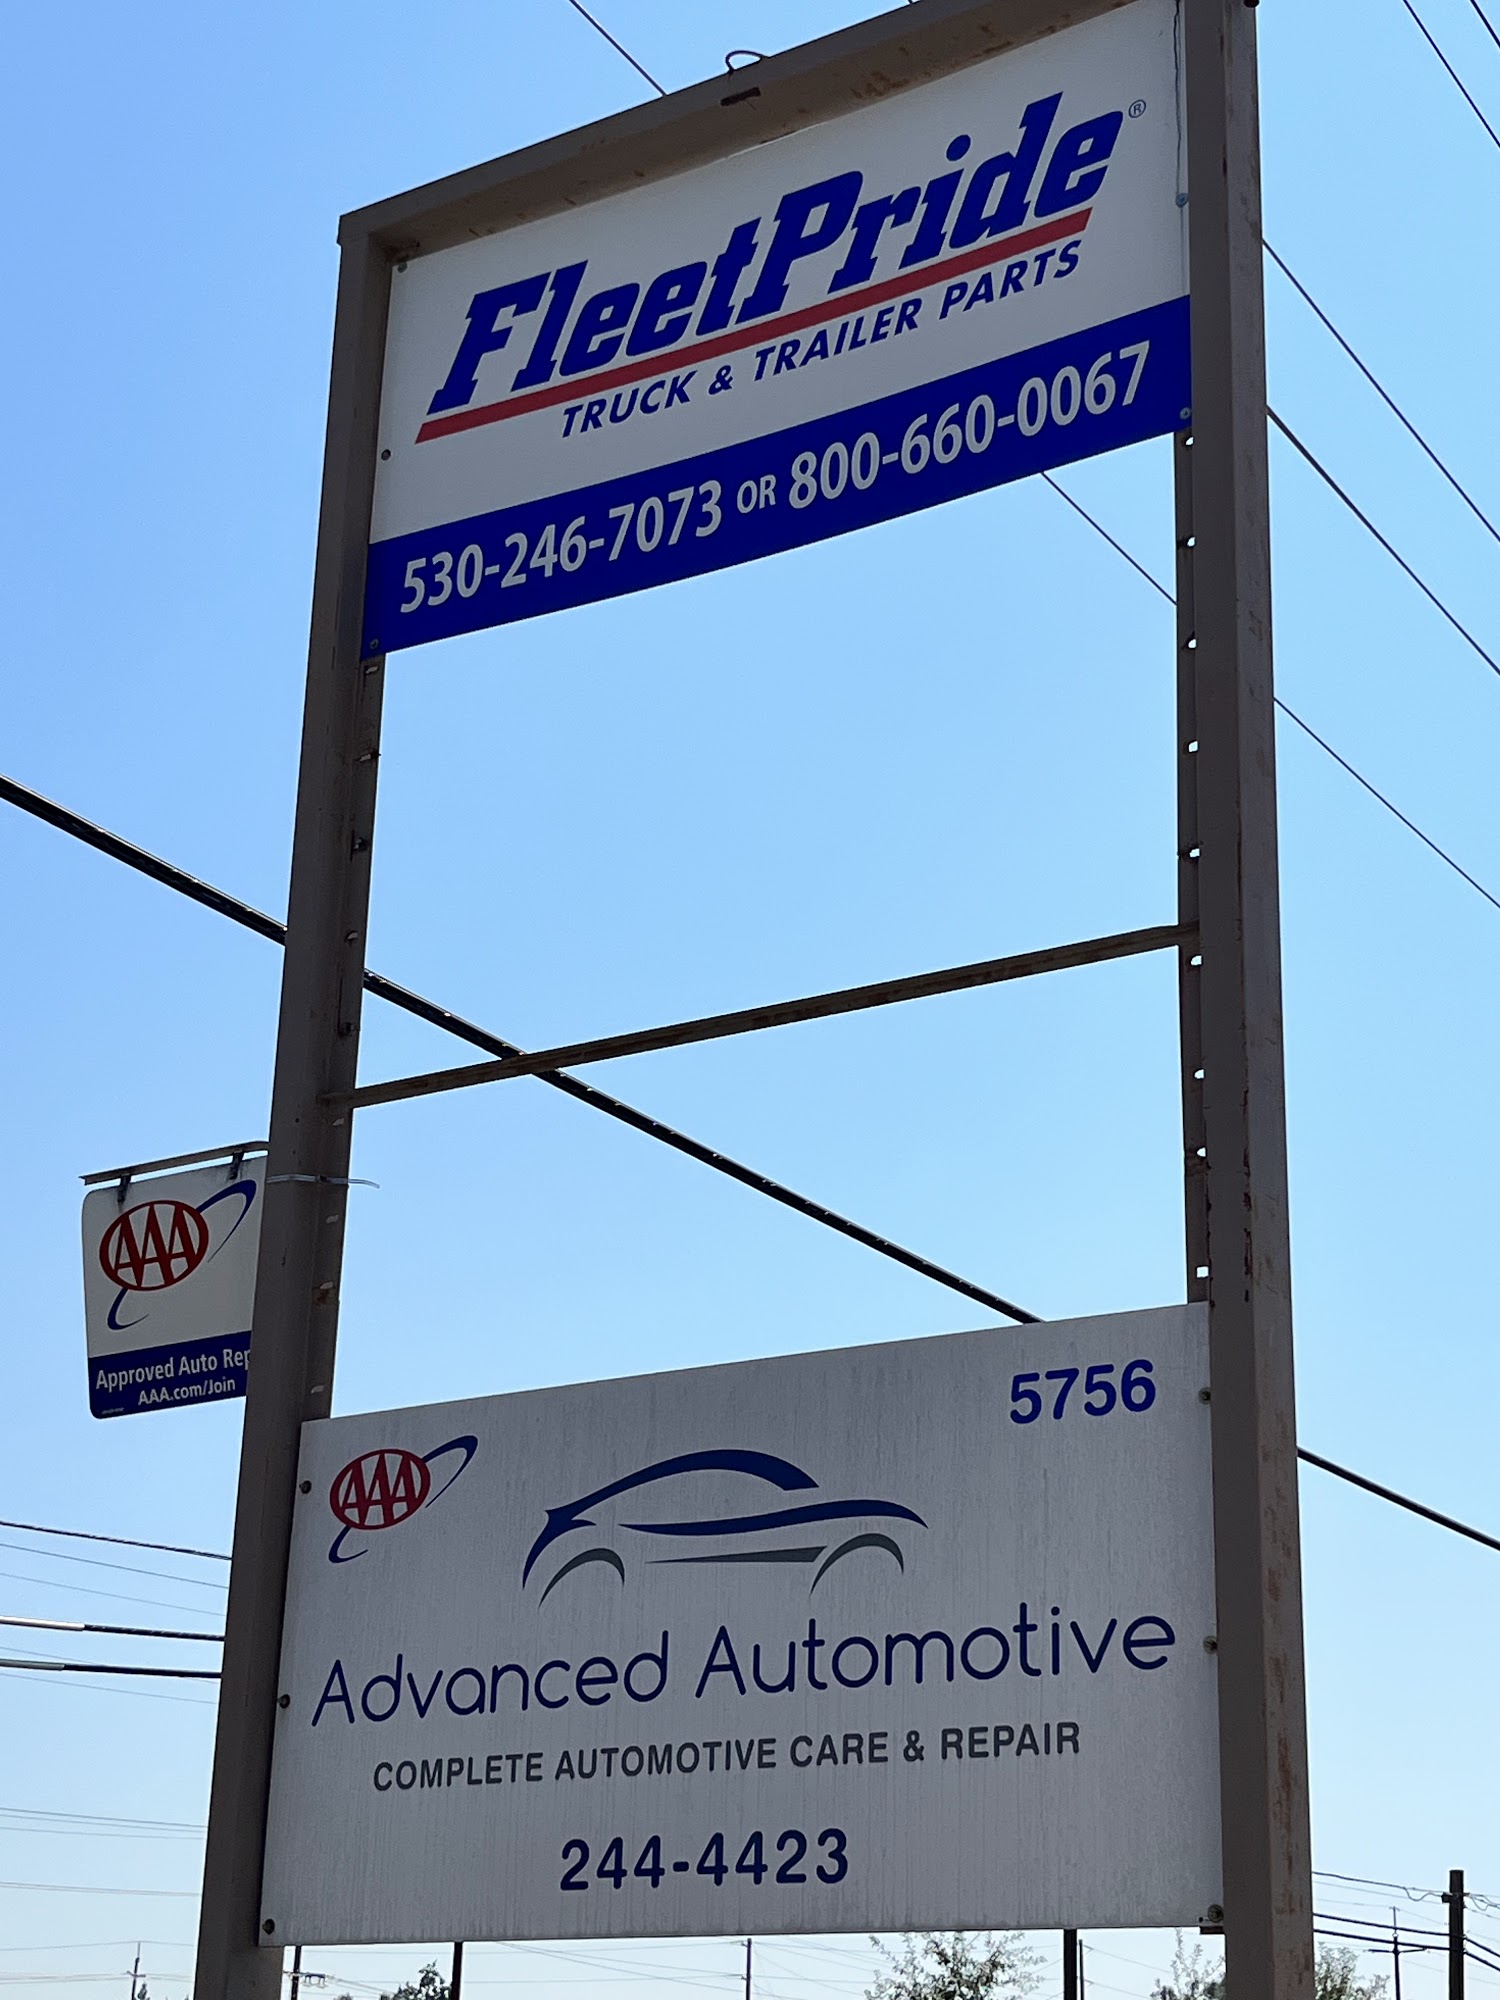 FleetPride®
TRUCK & TRAILER PARTS
530-246-7073 OR 800-660-0067
AAA
Approved Auto Rep
AAA.com/Join
5756
AAA
Advanced Automotive
COMPLETE AUTOMOTIVE CARE & REPAIR
244-4423